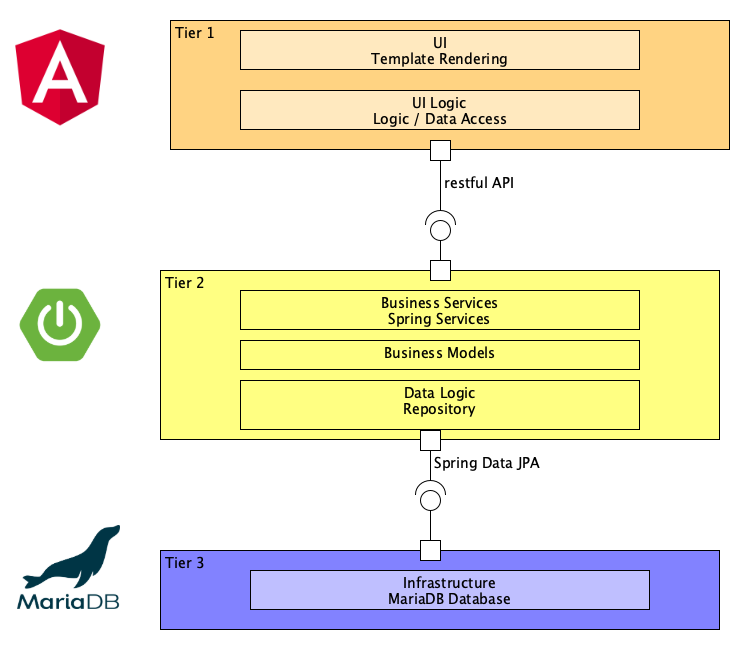 Tier 1
UI
Template Rendering
UI Logic
Logic / Data Access
restful API
Tier 2
Business Services
Spring Services
Business Models
Data Logic
Repository
Spring Data JPA
Tier 3
Infrastructure
MariaDB Database
A
MariaDB